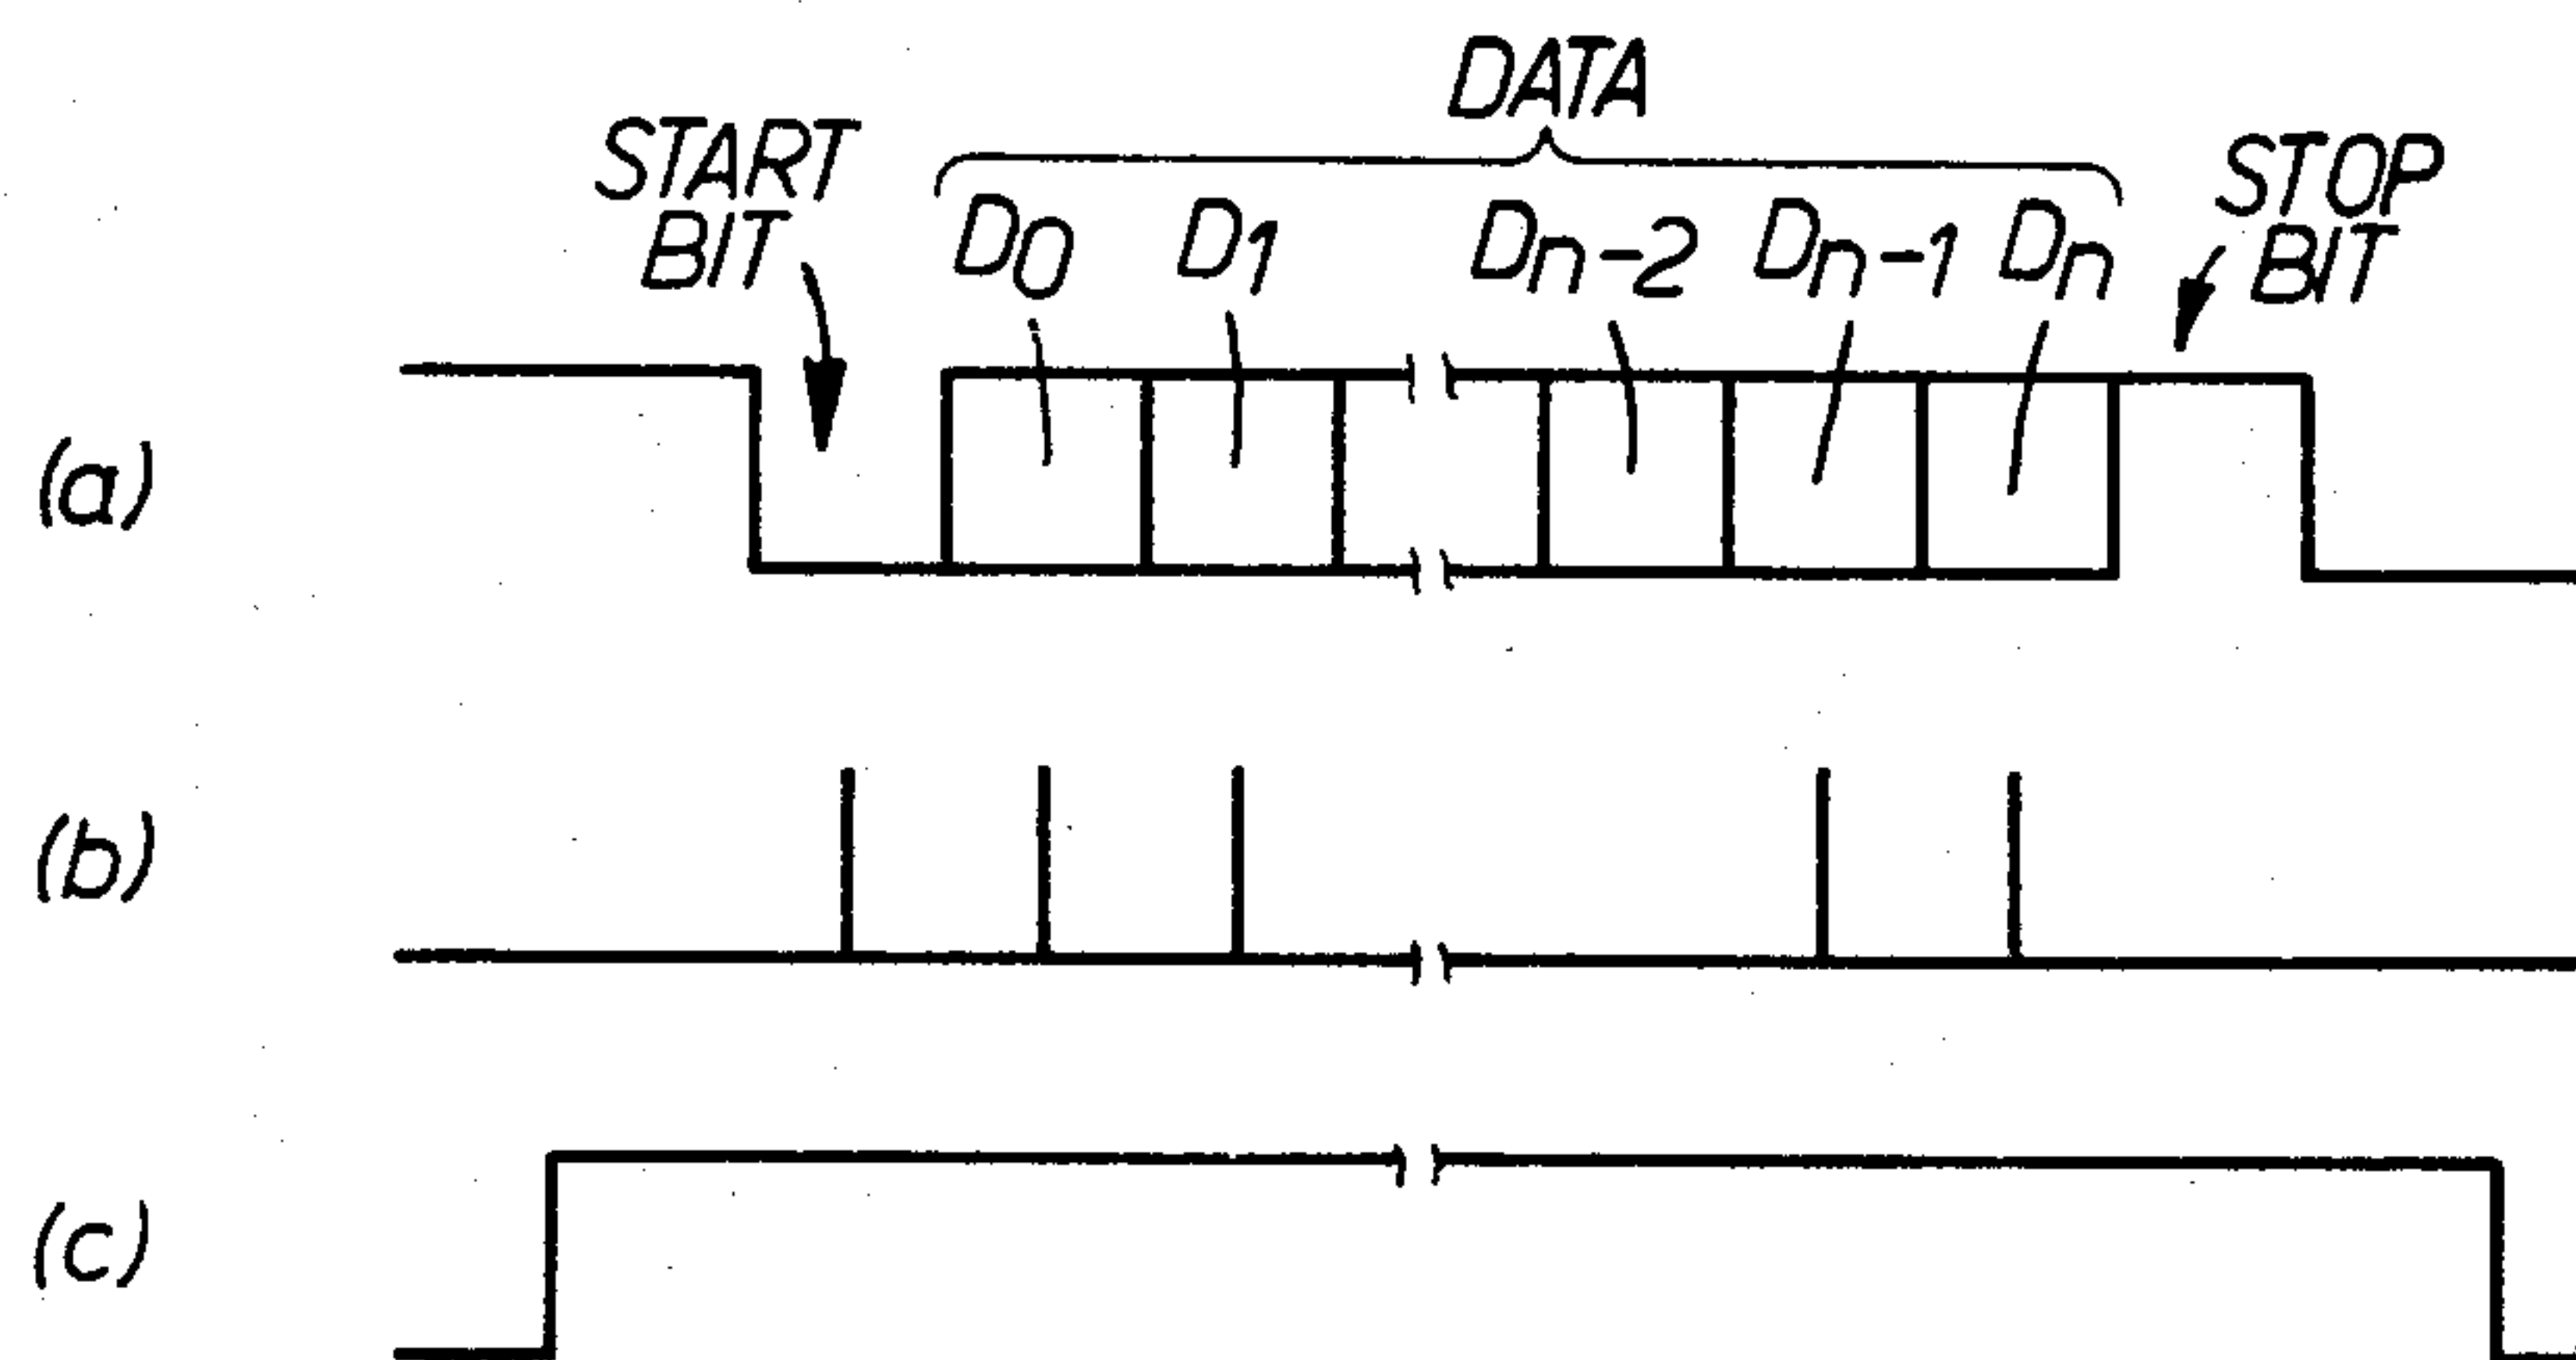 DATA
START
BIT
D0 D1 Dn-2 Dn-1 Dn
STOP
BIT
(a)
(b)
(c)